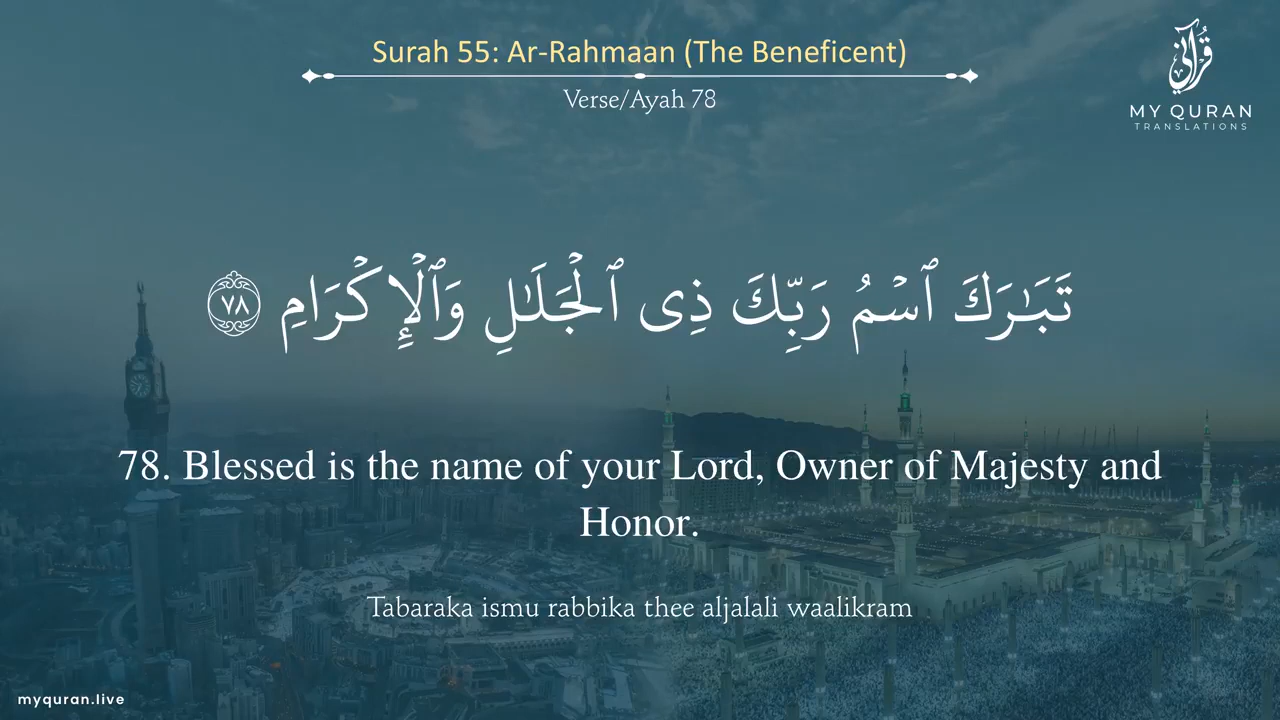 Surah 55: Ar-Rahmaan (The Beneficent)
Verse/Ayah 78
قرآني
MY QURAN
TRANSLATIONS
تَبَـٰرَكَ ٱسْمُ رَبِّكَ ذِى ٱلْجَلَـٰلِ وَٱلْإِكْرَامِ ٧٨
78. Blessed is the name of your Lord, Owner of Majesty and
Honor.
Tabaraka ismu rabbika thee aljalali waalikram
myquran.live